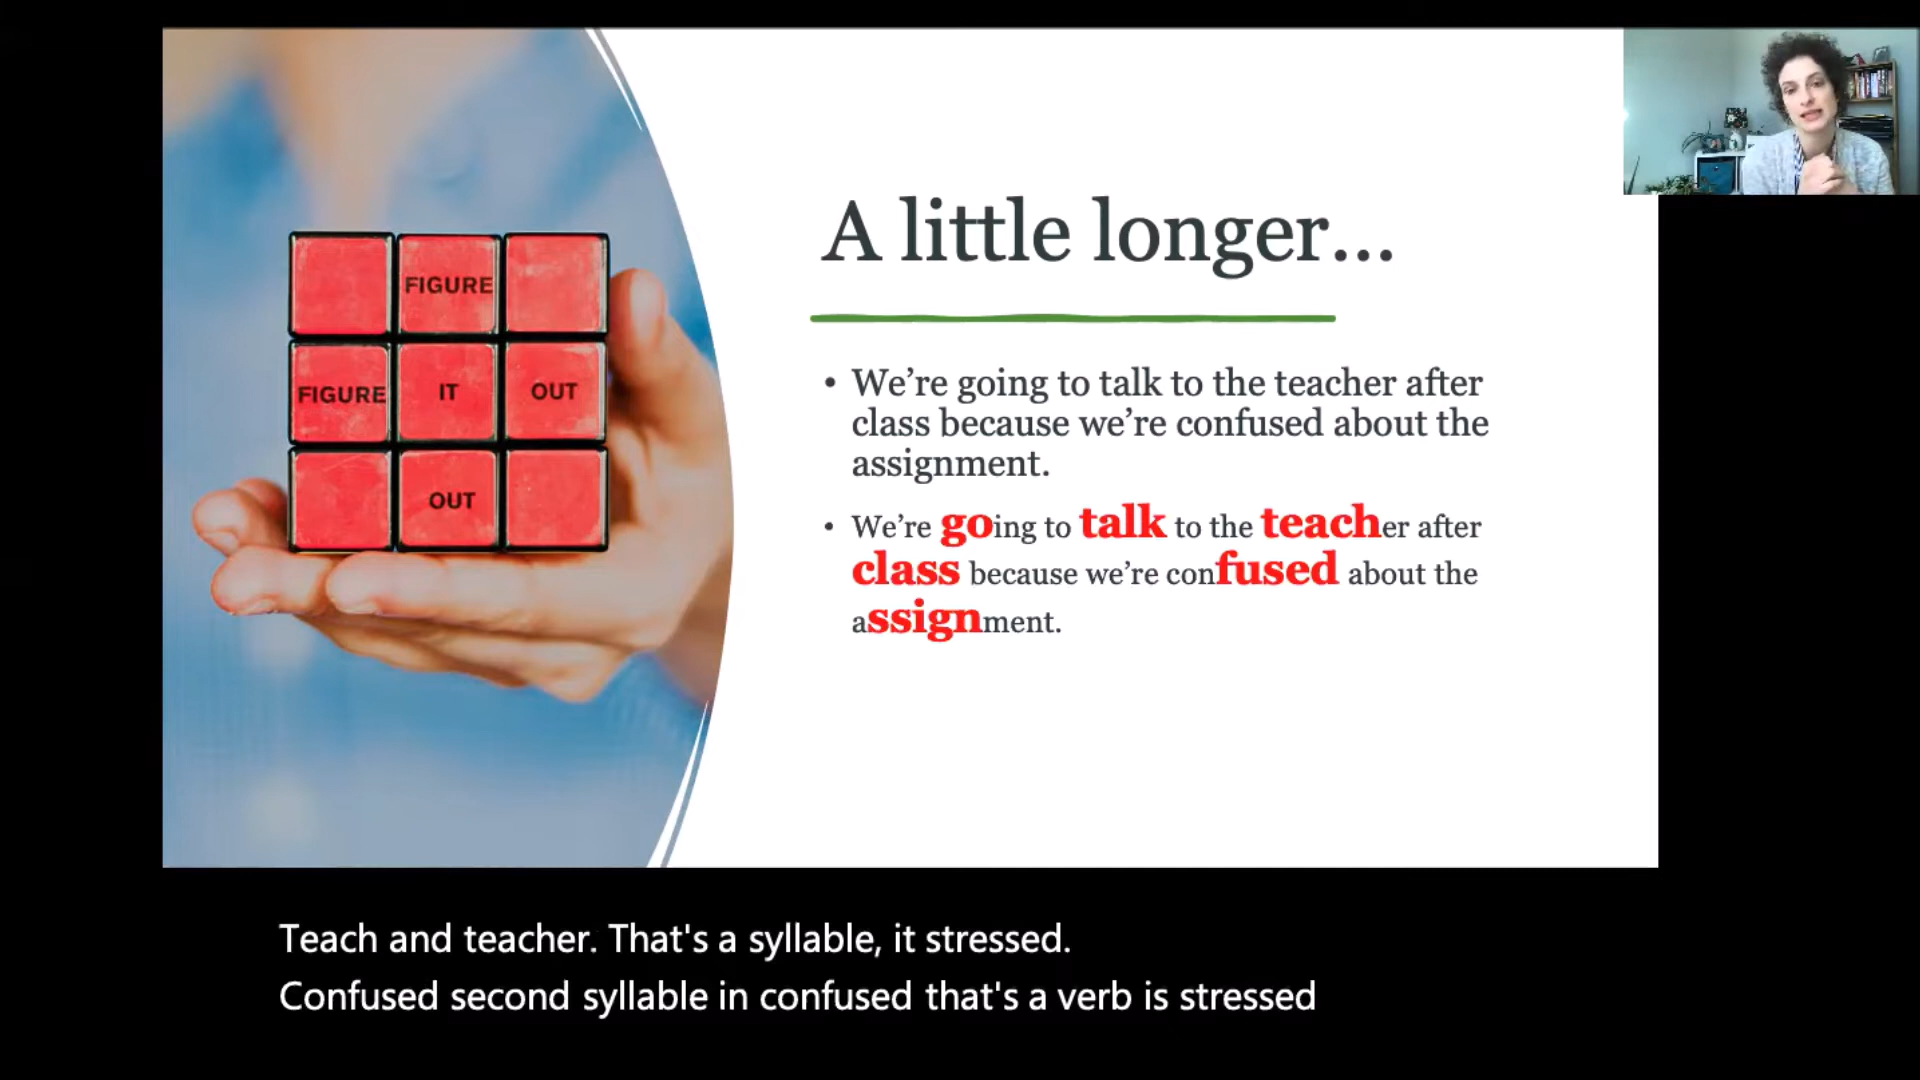 FIGURE
FIGURE IT OUT
OUT
A little longer...
• We’re going to talk to the teacher after
class because we’re confused about the
assignment.
• We’re going to talk to the teacher after
class because we’re confused about the
assignment.
Teach and teacher. That's a syllable, it stressed.
Confused second syllable in confused that's a verb is stressed